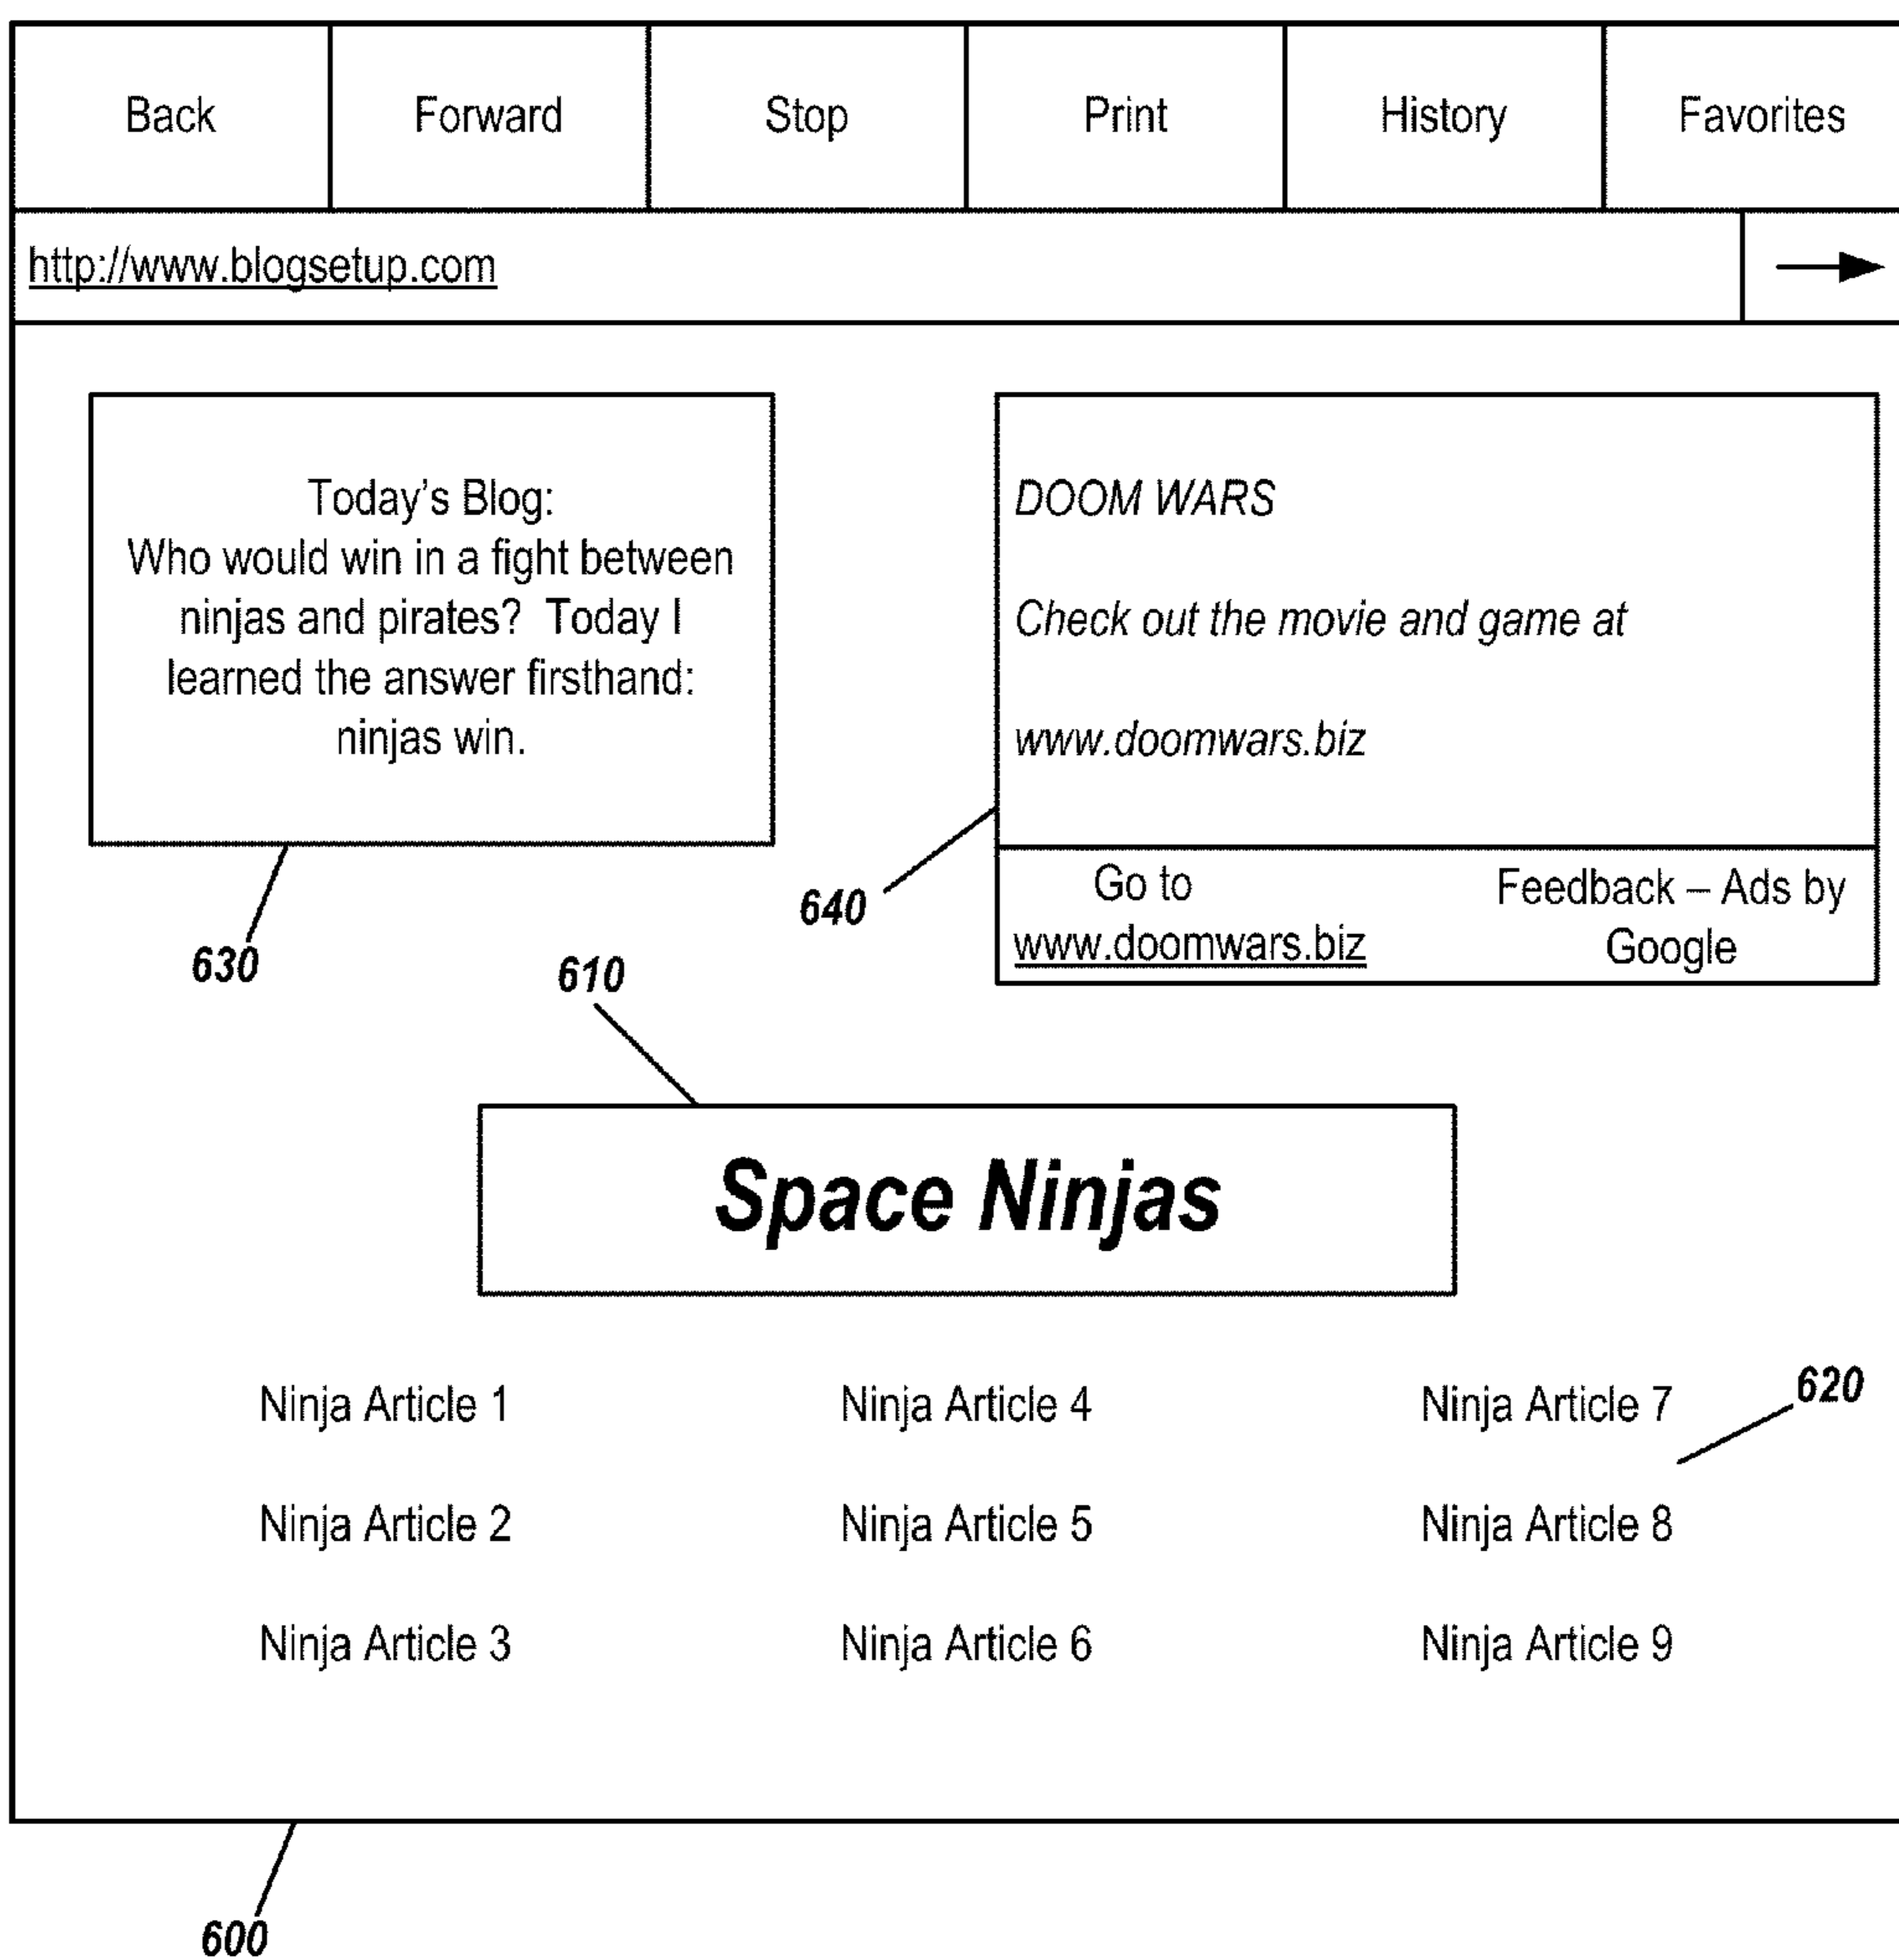 Back Forward Stop Print History Favorites
http://www.blogsetup.com
Today's Blog:
Who would win in a fight between
ninjas and pirates? Today I
learned the answer firsthand:
ninjas win.
630
DOOM WARS
Check out the movie and game at
www.doomwars.biz
640
Go to
www.doomwars.biz
Feedback – Ads by
Google
610
Space Ninjas
Ninja Article 1 Ninja Article 4 Ninja Article 7
620
Ninja Article 2 Ninja Article 5 Ninja Article 8
Ninja Article 3 Ninja Article 6 Ninja Article 9
600